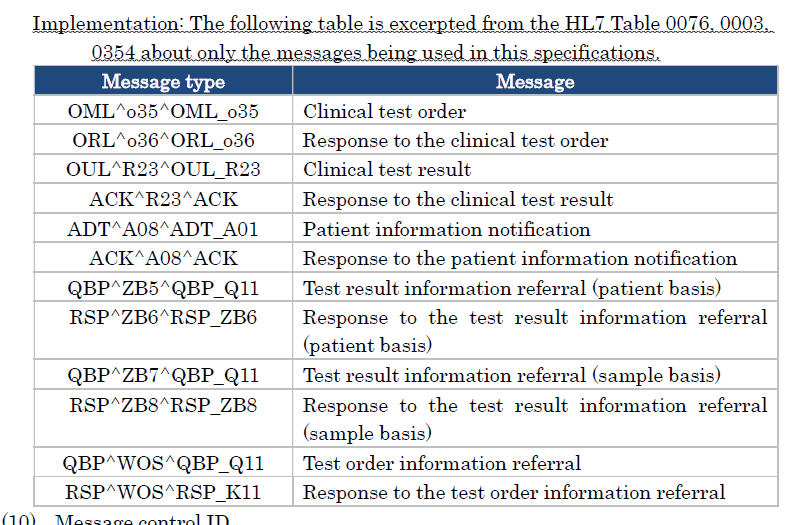 Implementation: The following table is excerpted from the HL7 Table 0076, 0003,
0354 about only the messages being used in this specifications.
Message type Message
OML^o35^OML_o35 Clinical test order
ORL^o36^ORL_o36 Response to the clinical test order
OUL^R23^OUL_R23 Clinical test result
ACK^R23^ACK Response to the clinical test result
ADT^A08^ADT_A01 Patient information notification
ACK^A08^ACK Response to the patient information notification
QBP^ZB5^QBP_Q11 Test result information referral (patient basis)
RSP^ZB6^RSP_ZB6 Response to the test result information referral
(patient basis)
QBP^ZB7^QBP_Q11 Test result information referral (sample basis)
RSP^ZB8^RSP_ZB8 Response to the test result information referral
(sample basis)
QBP^WOS^QBP_Q11 Test order information referral
RSP^WOS^RSP_K11 Response to the test order information referral
(10) Message control ID